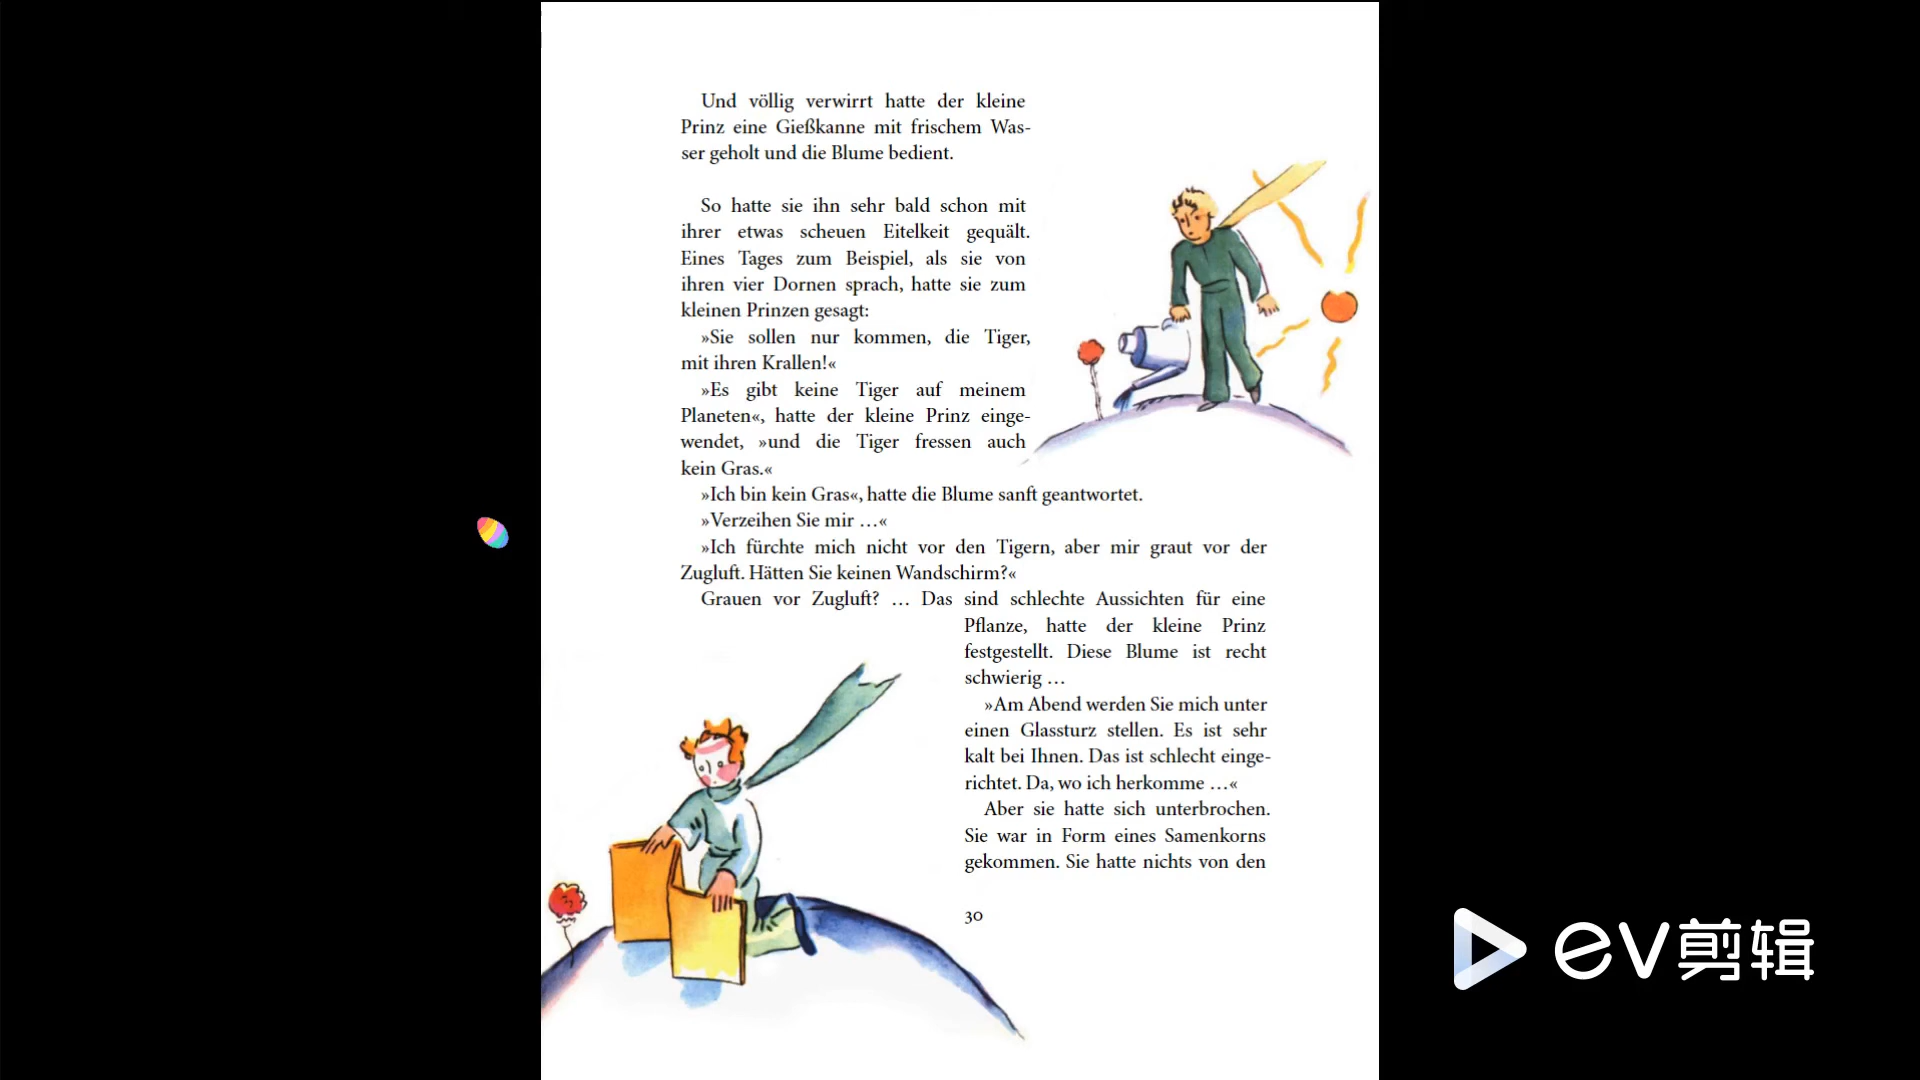 Und völlig verwirrt hatte der kleine
Prinz eine Gießkanne mit frischem Was-
ser geholt und die Blume bedient.
So hatte sie ihn sehr bald schon mit
ihrer etwas scheuen Eitelkeit gequält.
Eines Tages zum Beispiel, als sie von
ihren vier Dornen sprach, hatte sie zum
kleinen Prinzen gesagt:
»Sie sollen nur kommen, die Tiger,
mit ihren Krallen!«
»Es gibt keine Tiger auf meinem
Planeten«, hatte der kleine Prinz einge-
wendet, »und die Tiger fressen auch
kein Gras.«
»Ich bin kein Gras«, hatte die Blume sanft geantwortet.
»Verzeihen Sie mir …«
»Ich fürchte mich nicht vor den Tigern, aber mir graut vor der
Zugluft. Hätten Sie keinen Wandschirm?«
Grauen vor Zugluft? … Das sind schlechte Aussichten für eine
Pflanze, hatte der kleine Prinz
festgestellt. Diese Blume ist recht
schwierig …
»Am Abend werden Sie mich unter
einen Glassturz stellen. Es ist sehr
kalt bei Ihnen. Das ist schlecht einge-
richtet. Da, wo ich herkomme …«
Aber sie hatte sich unterbrochen.
Sie war in Form eines Samenkorns
gekommen. Sie hatte nichts von den
30
eV剪辑